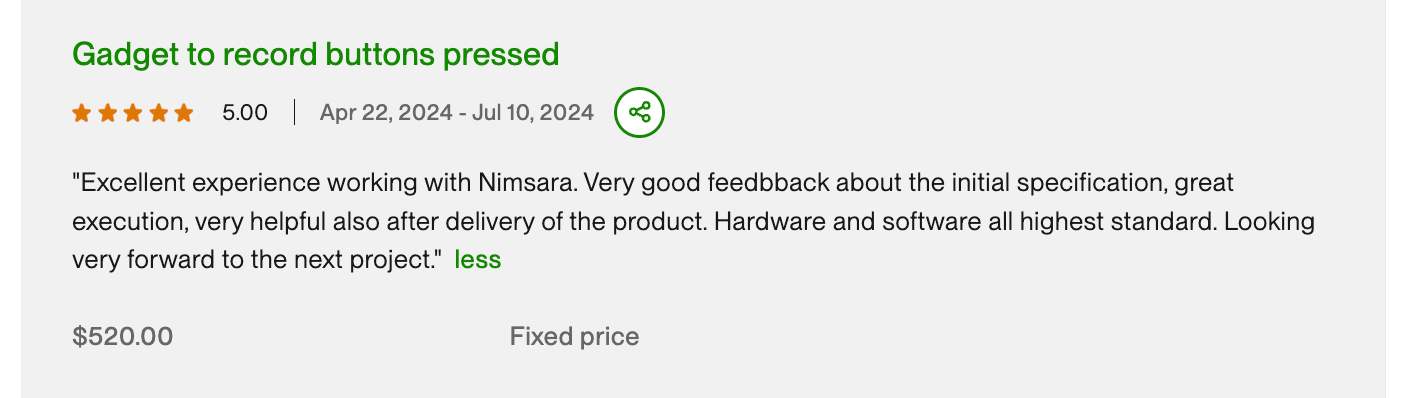 Gadget to record buttons pressed
5.00 Apr 22, 2024 - Jul 10, 2024
"Excellent experience working with Nimsara. Very good feedbback about the initial specification, great
execution, very helpful also after delivery of the product. Hardware and software all highest standard. Looking
very forward to the next project." less
$520.00 Fixed price